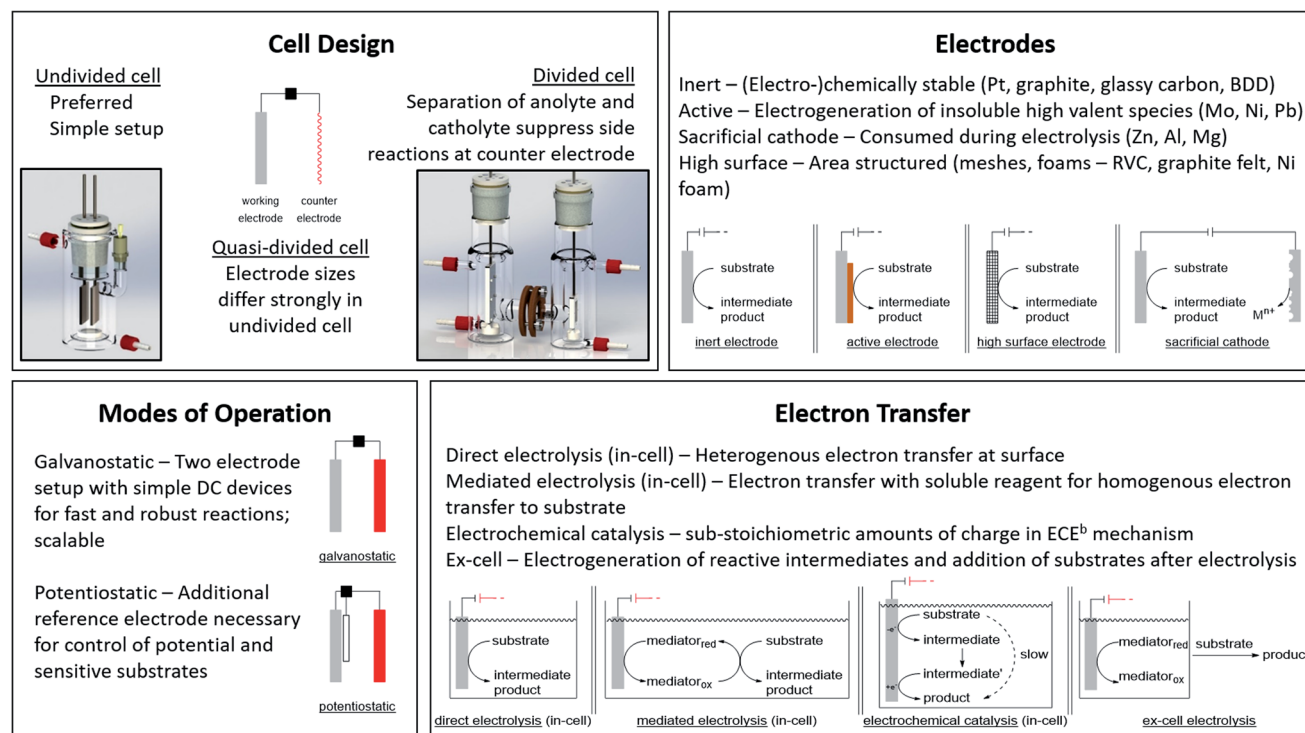 Cell Design
Undivided cell
Preferred
Simple setup
working
electrode
counter
electrode
Quasi-divided cell
Electrode sizes
differ strongly in
undivided cell
Divided cell
Separation of anolyte and
catholyte suppress side
reactions at counter electrode
Electrodes
Inert – (Electro-)chemically stable (Pt, graphite, glassy carbon, BDD)
Active – Electrogeneration of insoluble high valent species (Mo, Ni, Pb)
Sacrificial cathode – Consumed during electrolysis (Zn, Al, Mg)
High surface – Area structured (meshes, foams – RVC, graphite felt, Ni
foam)
substrate
intermediate
product
inert electrode
substrate
intermediate
product
active electrode
substrate
intermediate
product
high surface electrode
substrate
intermediate
product
Mⁿ⁺
sacrificial cathode
Modes of Operation
Galvanostatic – Two electrode
setup with simple DC devices
for fast and robust reactions;
scalable
galvanostatic
Potentiostatic – Additional
reference electrode necessary
for control of potential and
sensitive substrates
potentiostatic
Electron Transfer
Direct electrolysis (in-cell) – Heterogenous electron transfer at surface
Mediated electrolysis (in-cell) – Electron transfer with soluble reagent for homogenous electron
transfer to substrate
Electrochemical catalysis – sub-stoichiometric amounts of charge in ECEᵇ mechanism
Ex-cell – Electrogeneration of reactive intermediates and addition of substrates after electrolysis
substrate
intermediate
product
direct electrolysis (in-cell)
mediator_red
substrate
mediator_ox
intermediate
product
mediated electrolysis (in-cell)
substrate
-e⁻
intermediate
slow
intermediate'
+e⁻
product
electrochemical catalysis (in-cell)
mediator_red
substrate
product
mediator_ox
ex-cell electrolysis